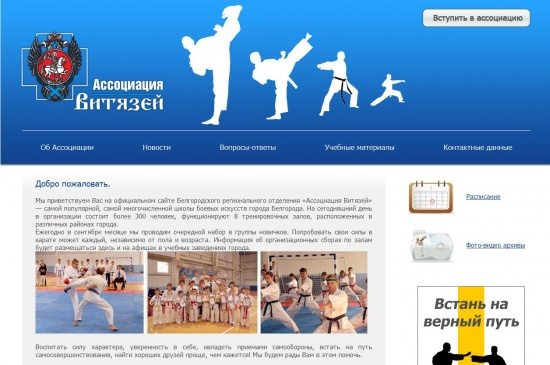 Вступить в ассоциацию
Ассоциация
Витязей
Об Ассоциации
Новости
Вопросы-ответы
Учебные материалы
Контактные данные
Добро пожаловать.
Мы приветствуем Вас на официальном сайте Белгородского регионального отделения «Ассоциация Витязей»
— самой популярной, самой многочисленной школы боевых искусств города Белгорода. На сегодняшний день
в организации состоит более 300 человек, функционируют 8 тренировочных залов, расположенных в
различных районах города.
Ежегодно в сентябре месяце мы проводим очередной набор в группы новичков. Попробовать свои силы в
карате может каждый, независимо от пола и возраста. Информация об организационных сборах по залам
будет размещаться здесь и на афишах в учебных заведениях города.
Воспитать силу характера, уверенность в себе, овладеть приемами самообороны, встать на путь
самосовершенствования, найти хороших друзей проще, чем кажется! Мы будем рады Вам в этом помочь.
Расписание
Фото-видео архивы
Встань на
верный путь